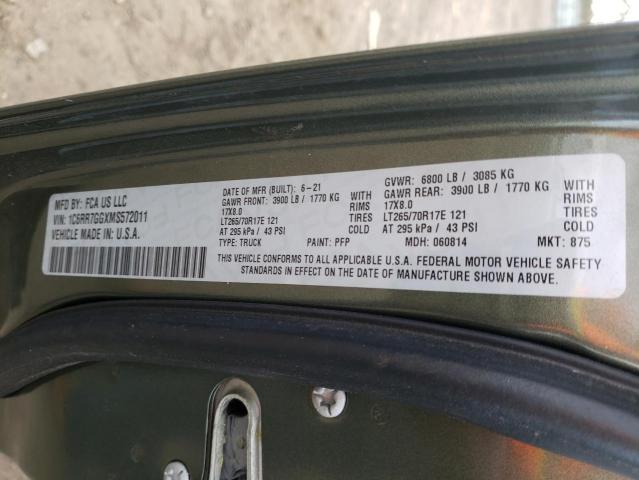 MFD BY: FCA US LLC
VIN: 1C6RR7GGXMS572011
VEHICLE MADE IN: U.S.A.
DATE OF MFR (BUILT): 6-21
GVWR: 6800 LB / 3085 KG
GAWR FRONT: 3900 LB / 1770 KG WITH
GAWR REAR: 3900 LB / 1770 KG WITH
17X8.0 RIMS
17X8.0 RIMS
LT265/70R17E 121 TIRES
LT265/70R17E 121 TIRES
AT 295 kPa / 43 PSI COLD
AT 295 kPa / 43 PSI COLD
TYPE: TRUCK PAINT: PFP MDH: 060814 MKT: 875
THIS VEHICLE CONFORMS TO ALL APPLICABLE U.S.A. FEDERAL MOTOR VEHICLE SAFETY
STANDARDS IN EFFECT ON THE DATE OF MANUFACTURE SHOWN ABOVE.